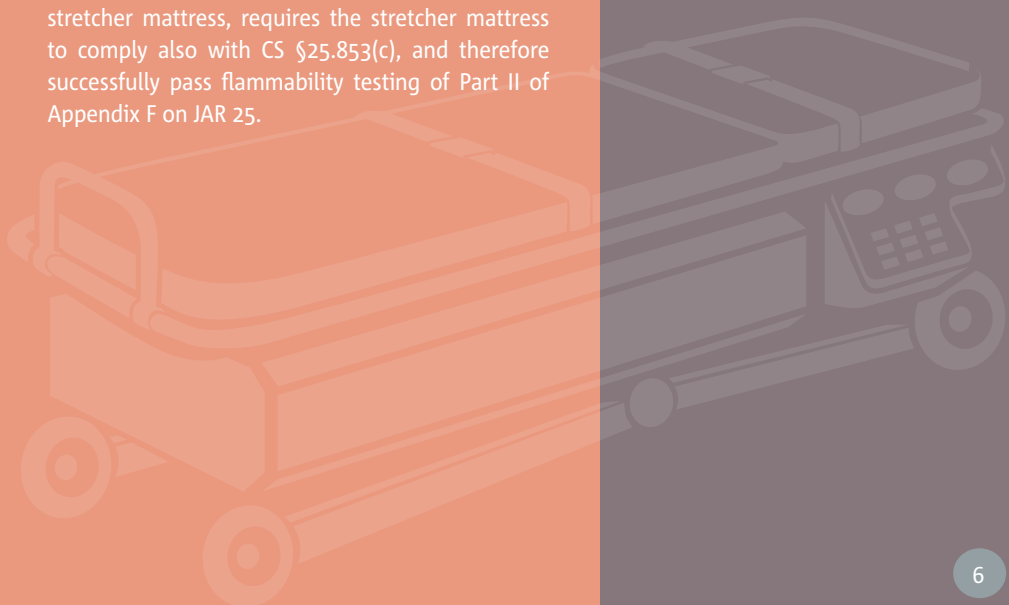 stretcher mattress, requires the stretcher mattress
to comply also with CS §25.853(c), and therefore
successfully pass flammability testing of Part II of
Appendix F on JAR 25.
6